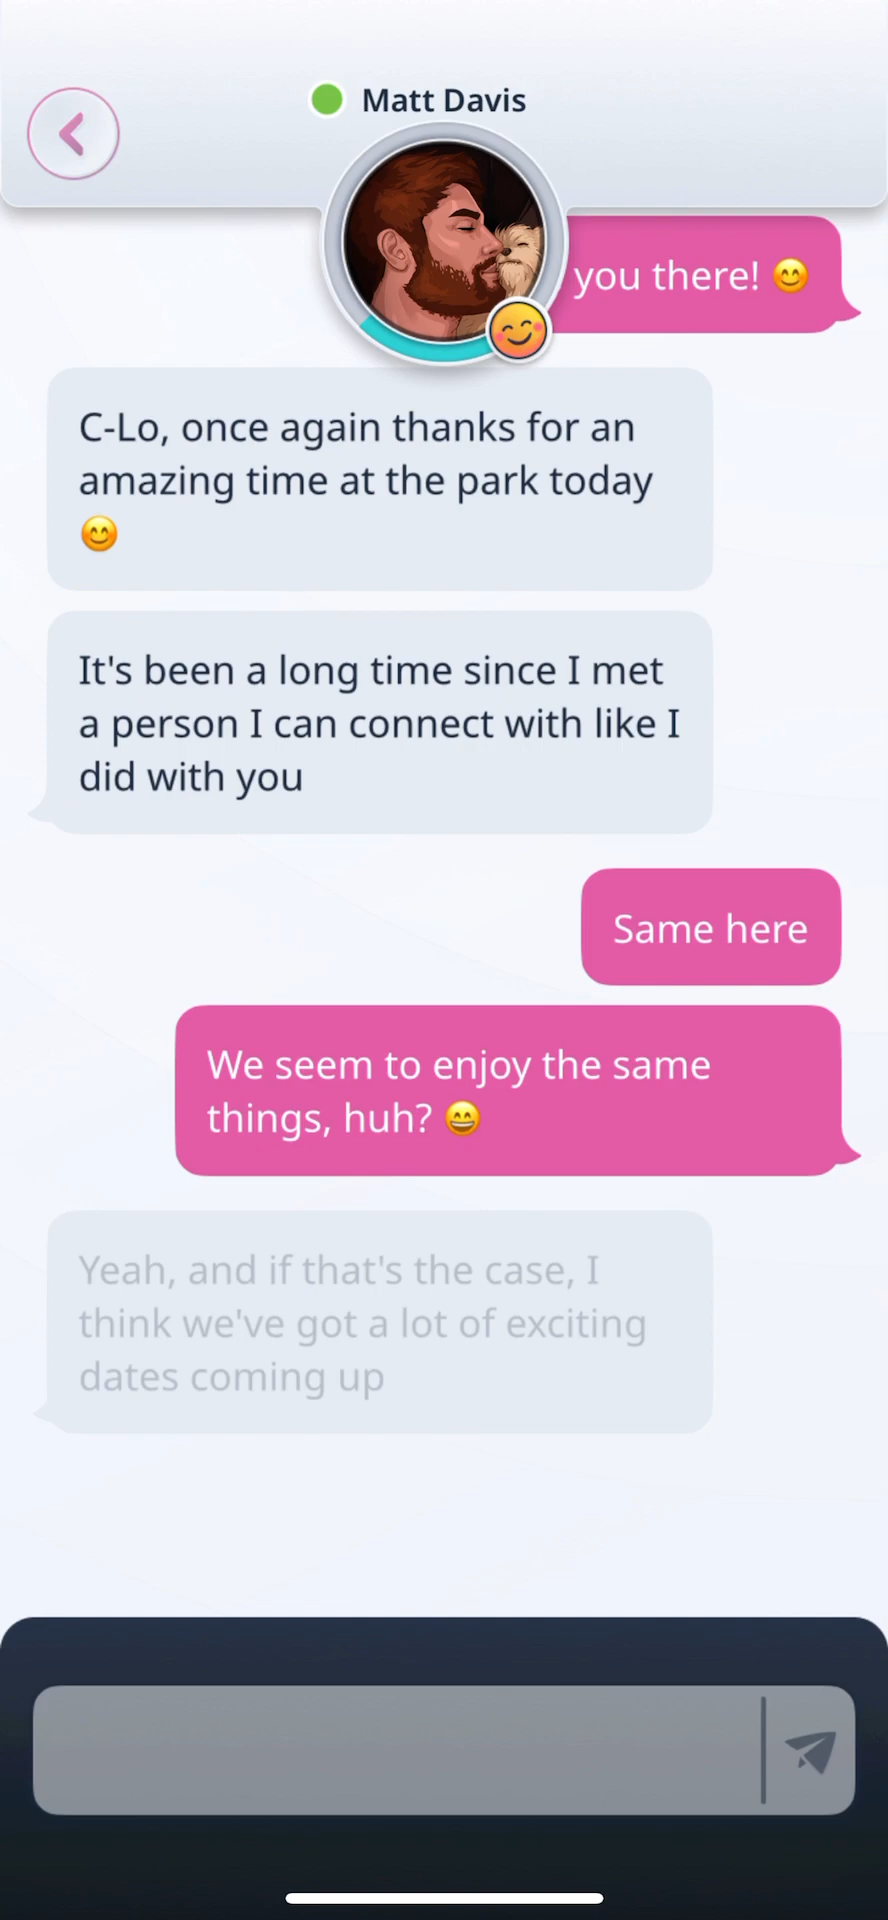 Matt Davis
you there! 😊
C-Lo, once again thanks for an
amazing time at the park today
😊
It's been a long time since I met
a person I can connect with like I
did with you
Same here
We seem to enjoy the same
things, huh? 😄
Yeah, and if that's the case, I
think we've got a lot of exciting
dates coming up